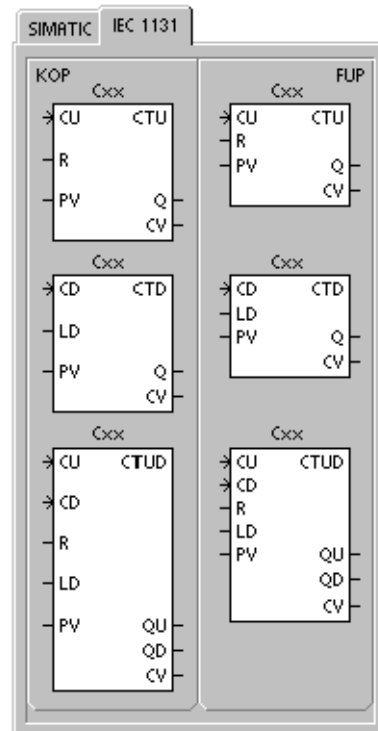 SIMATIC IEC 1131
KOP
Cxx
CU CTU
R
PV Q
CV
Cxx
CD CTD
LD
PV Q
CV
Cxx
CU CTUD
CD
R
LD
PV QU
QD
CV
FUP
Cxx
CU CTU
R
PV Q
CV
Cxx
CD CTD
LD
PV Q
CV
Cxx
CU CTUD
CD
R
LD
PV QU
QD
CV